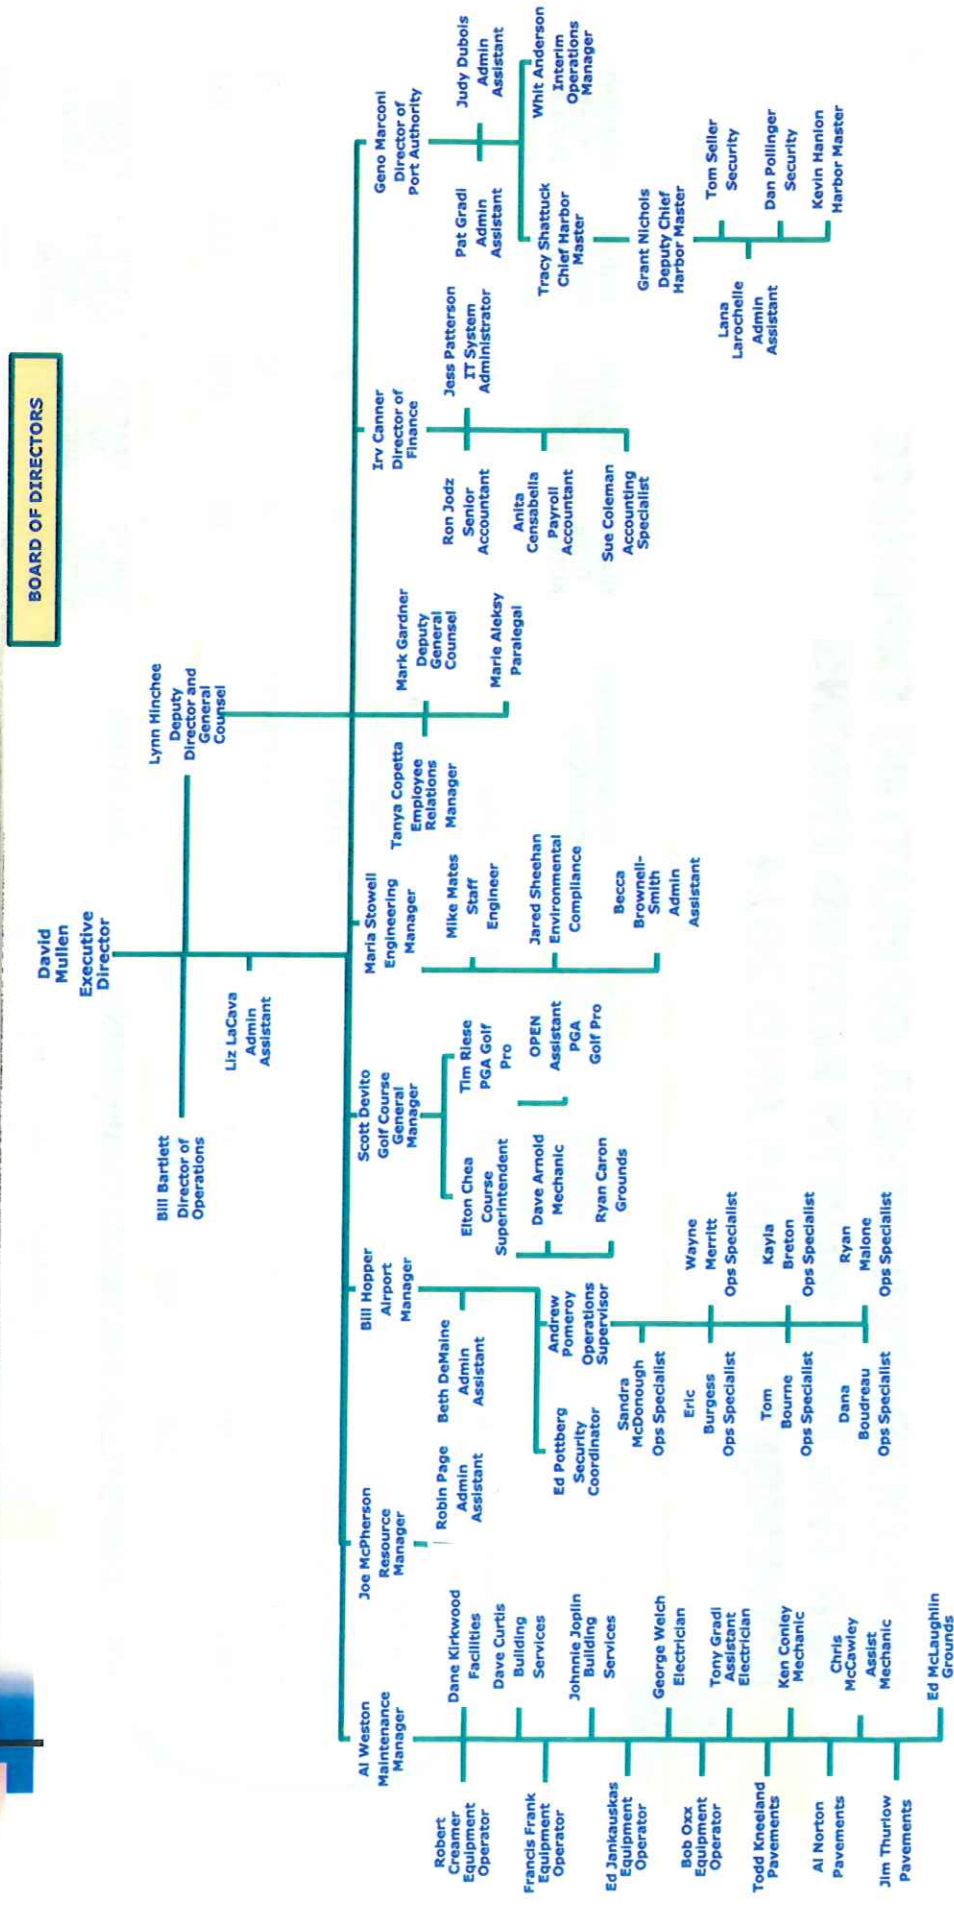 BOARD OF DIRECTORS
David
Mullen
Executive
Director
Bill Bartlett
Director of
Operations
Lynn Hinchee
Deputy
Director and
General
Counsel
Liz LaCava
Admin
Assistant
Al Weston
Maintenance
Manager
Robert
Creamer
Equipment
Operator
Dane Kirkwood
Facilities
Dave Curtis
Building
Services
Francis Frank
Equipment
Operator
Johnnie Joplin
Building
Services
Ed Jankauskas
Equipment
Operator
George Welch
Electrician
Bob Oxx
Equipment
Operator
Tony Gradi
Assistant
Electrician
Todd Kneeland
Pavements
Ken Conley
Mechanic
Al Norton
Pavements
Chris
McCawley
Assist
Mechanic
Jim Thurlow
Pavements
Ed McLaughlin
Grounds
Joe McPherson
Resource
Manager
Robin Page
Admin
Assistant
Bill Hopper
Airport
Manager
Beth DeMaine
Admin
Assistant
Ed Pottberg
Security
Coordinator
Andrew
Pomeroy
Operations
Supervisor
Sandra
McDonough
Ops Specialist
Eric
Burgess
Ops Specialist
Wayne
Merritt
Ops Specialist
Tom
Bourne
Ops Specialist
Kayla
Breton
Ops Specialist
Dana
Boudreau
Ops Specialist
Ryan
Malone
Ops Specialist
Scott Devito
Golf Course
General
Manager
Elton Chea
Course
Superintendent
Dave Arnold
Mechanic
Ryan Caron
Grounds
Tim Riese
PGA Golf
Pro
OPEN
Assistant
PGA
Golf Pro
Maria Stowell
Engineering
Manager
Mike Mates
Staff
Engineer
Jared Sheehan
Environmental
Compliance
Becca
Brownell-
Smith
Admin
Assistant
Tanya Copetta
Employee
Relations
Manager
Mark Gardner
Deputy
General
Counsel
Marie Aleksy
Paralegal
Irv Canner
Director of
Finance
Ron Jodz
Senior
Accountant
Jess Patterson
IT System
Administrator
Anita
Censabella
Payroll
Accountant
Sue Coleman
Accounting
Specialist
Geno Marconi
Director of
Port Authority
Pat Gradl
Admin
Assistant
Judy Dubois
Admin
Assistant
Tracy Shattuck
Chief Harbor
Master
Whit Anderson
Interim
Operations
Manager
Grant Nichols
Deputy Chief
Harbor Master
Lana
Larochelle
Admin
Assistant
Tom Seller
Security
Dan Pollinger
Security
Kevin Hanlon
Harbor Master